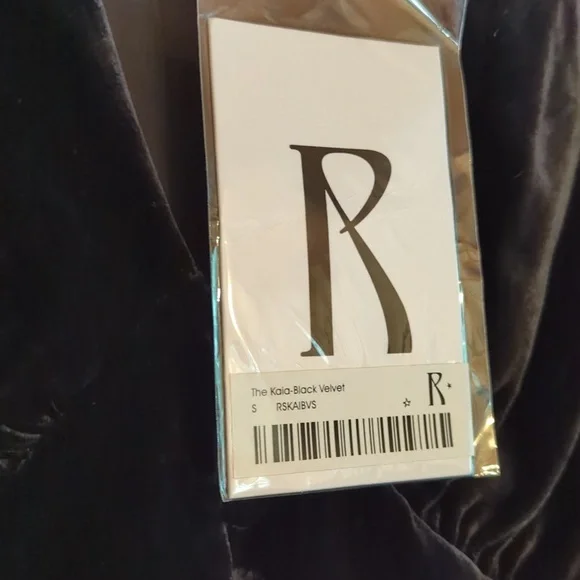 R
The Kaia-Black Velvet
S RSKAIBVS
☆ R.